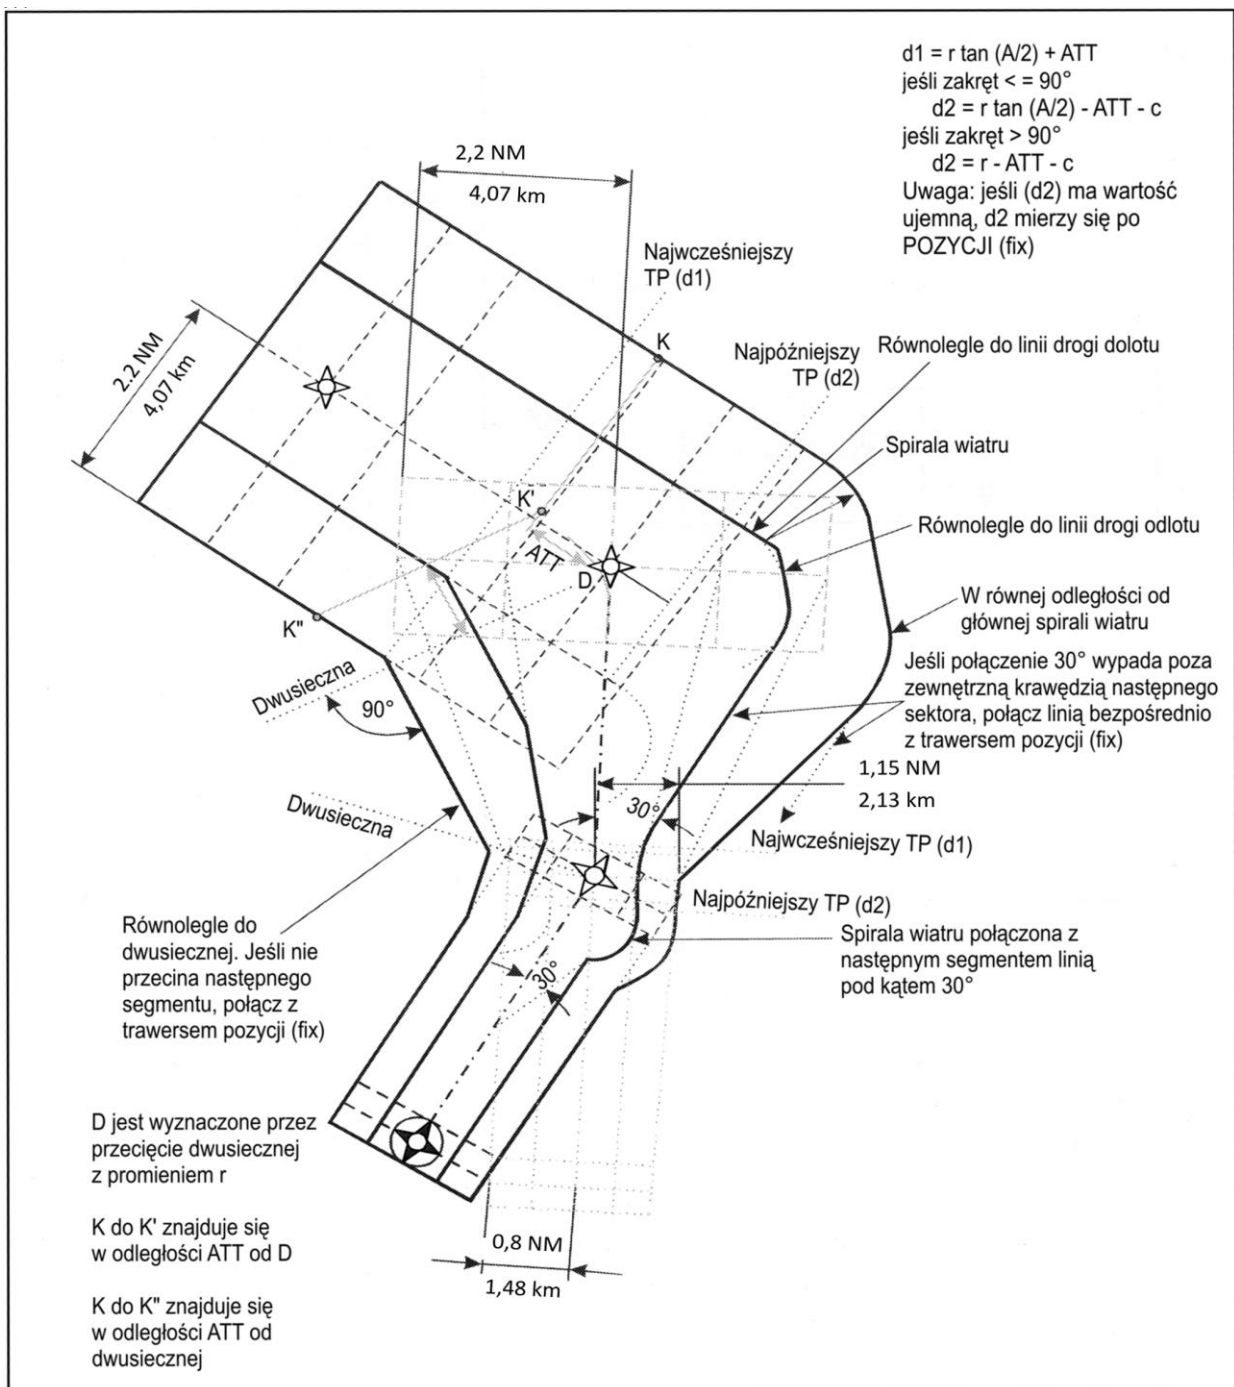 d1 = r tan (A/2) + ATT
jeśli zakręt < = 90°
d2 = r tan (A/2) - ATT - c
jeśli zakręt > 90°
d2 = r - ATT - c
Uwaga: jeśli (d2) ma wartość
ujemną, d2 mierzy się po
POZYCJI (fix)
2,2 NM
4,07 km
Najwcześniejszy
TP (d1)
2.2 NM
4,07 km
K
Najpóźniejszy
TP (d2)
Równolegle do linii drogi dolotu
Spirala wiatru
K'
ATT
D
Równolegle do linii drogi odlotu
K"
W równej odległości od
głównej spirali wiatru
Dwusieczna
90°
Jeśli połączenie 30° wypada poza
zewnętrzną krawędzią następnego
sektora, połącz linią bezpośrednio
z trawersem pozycji (fix)
1,15 NM
2,13 km
Dwusieczna
30°
Najwcześniejszy TP (d1)
Najpóźniejszy TP (d2)
Równolegle do
dwusiecznej. Jeśli nie
przecina następnego
segmentu, połącz z
trawersem pozycji (fix)
Spirala wiatru połączona z
następnym segmentem linią
pod kątem 30°
30°
D jest wyznaczone przez
przecięcie dwusiecznej
z promieniem r
K do K' znajduje się
w odległości ATT od D
K do K" znajduje się
w odległości ATT od
dwusiecznej
0,8 NM
1,48 km